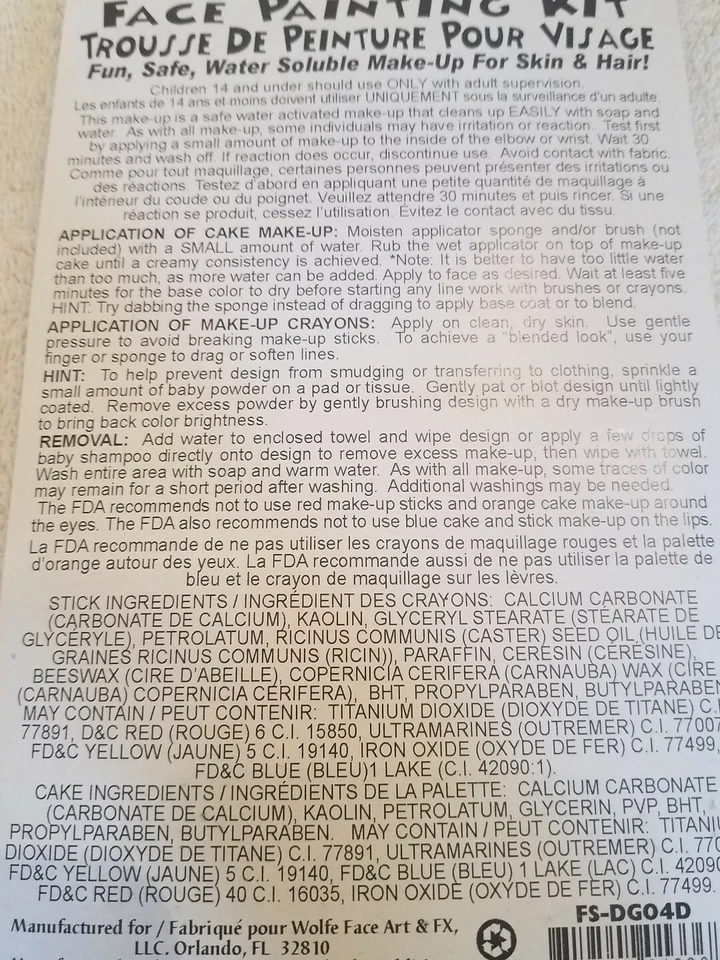 FACE PAINTING KIT
TROUSSE DE PEINTURE POUR VISAGE
Fun, Safe, Water Soluble Make-Up For Skin & Hair!
Children 14 and under should use ONLY with adult supervision.
Les enfants de 14 ans et moins doivent utiliser UNIQUEMENT sous la surveillance d'un adulte.
This make-up is a safe water activated make-up that cleans up EASILY with soap and
water. As with all make-up, some individuals may have irritation or reaction. Test first
by applying a small amount of make-up to the inside of the elbow or wrist. Wait 30
minutes and wash off. If reaction does occur, discontinue use. Avoid contact with fabric.
Comme pour tout maquillage, certaines personnes peuvent présenter des irritations ou
des réactions. Testez d'abord en appliquant une petite quantité de maquillage à
l'intérieur du coude ou du poignet. Veuillez attendre 30 minutes et puis rincer. Si une
réaction se produit, cessez l'utilisation. Évitez le contact avec du tissu.
APPLICATION OF CAKE MAKE-UP: Moisten applicator sponge and/or brush (not
included) with a SMALL amount of water. Rub the wet applicator on top of make-up
cake until a creamy consistency is achieved. *Note: It is better to have too little water
than too much, as more water can be added. Apply to face as desired. Wait at least five
minutes for the base color to dry before starting any line work with brushes or crayons.
HINT: Try dabbing the sponge instead of dragging to apply base coat or to blend.
APPLICATION OF MAKE-UP CRAYONS: Apply on clean, dry skin. Use gentle
pressure to avoid breaking make-up sticks. To achieve a "blended look", use your
finger or sponge to drag or soften lines.
HINT: To help prevent design from smudging or transferring to clothing, sprinkle a
small amount of baby powder on a pad or tissue. Gently pat or blot design until lightly
coated. Remove excess powder by gently brushing design with a dry make-up brush
to bring back color brightness.
REMOVAL: Add water to enclosed towel and wipe design or apply a few drops of
baby shampoo directly onto design to remove excess make-up, then wipe with towel.
Wash entire area with soap and warm water. As with all make-up, some traces of color
may remain for a short period after washing. Additional washings may be needed.
The FDA recommends not to use red make-up sticks and orange cake make-up around
the eyes. The FDA also recommends not to use blue cake and stick make-up on the lips.
La FDA recommande de ne pas utiliser les crayons de maquillage rouges et la palette
d'orange autour des yeux. La FDA recommande aussi de ne pas utiliser la palette de
bleu et le crayon de maquillage sur les lèvres.
STICK INGREDIENTS / INGRÉDIENT DES CRAYONS: CALCIUM CARBONATE
(CARBONATE DE CALCIUM), KAOLIN, GLYCERYL STEARATE (STÉARATE DE
GLYCÉRYLE), PETROLATUM, RICINUS COMMUNIS (CASTER) SEED OIL (HUILE DE
GRAINES RICINUS COMMUNIS (RICIN)), PARAFFIN, CERESIN (CÉRÉSINE),
BEESWAX (CIRE D'ABEILLE), COPERNICIA CERIFERA (CARNAUBA) WAX (CIRE
(CARNAUBA) COPERNICIA CERIFERA), BHT, PROPYLPARABEN, BUTYLPARABEN
MAY CONTAIN / PEUT CONTENIR: TITANIUM DIOXIDE (DIOXYDE DE TITANE) C.I.
77891, D&C RED (ROUGE) 6 C.I. 15850, ULTRAMARINES (OUTREMER) C.I. 77007
FD&C YELLOW (JAUNE) 5 C.I. 19140, IRON OXIDE (OXYDE DE FER) C.I. 77499,
FD&C BLUE (BLEU)1 LAKE (C.I. 42090:1).
CAKE INGREDIENTS / INGRÉDIENTS DE LA PALETTE: CALCIUM CARBONATE
(CARBONATE DE CALCIUM), KAOLIN, PETROLATUM, GLYCERIN, PVP, BHT,
PROPYLPARABEN, BUTYLPARABEN. MAY CONTAIN / PEUT CONTENIR: TITANIU
DIOXIDE (DIOXYDE DE TITANE) C.I. 77891, ULTRAMARINES (OUTREMER) C.I. 770
FD&C YELLOW (JAUNE) 5 C.I. 19140, FD&C BLUE (BLEU) 1 LAKE (LAC) C.I. 42090
FD&C RED (ROUGE) 40 C.I. 16035, IRON OXIDE (OXYDE DE FER) C.I. 77499.
FS-DG04D
Manufactured for / Fabriqué pour Wolfe Face Art & FX,
LLC. Orlando, FL 32810